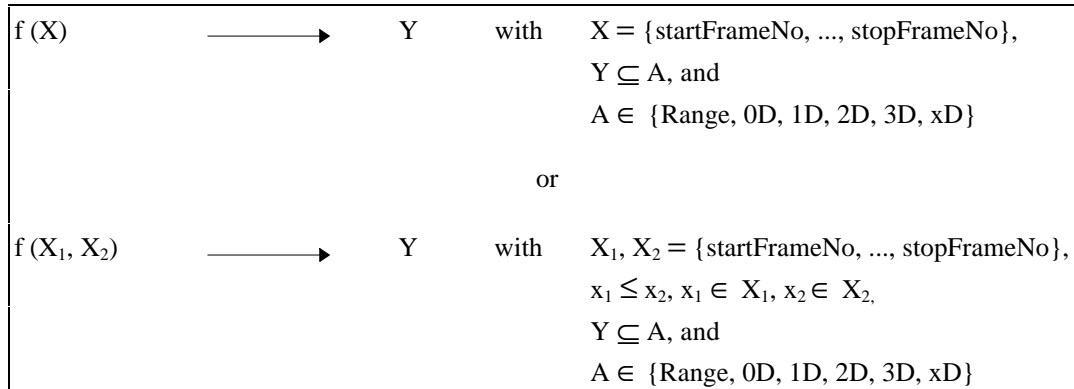 f (X) ⟶ Y with X = {startFrameNo, ..., stopFrameNo},
Y ⊆ A, and
A ∈ {Range, 0D, 1D, 2D, 3D, xD}
or
f (X₁, X₂) ⟶ Y with X₁, X₂ = {startFrameNo, ..., stopFrameNo},
x₁ ≤ x₂, x₁ ∈ X₁, x₂ ∈ X₂,
Y ⊆ A, and
A ∈ {Range, 0D, 1D, 2D, 3D, xD}